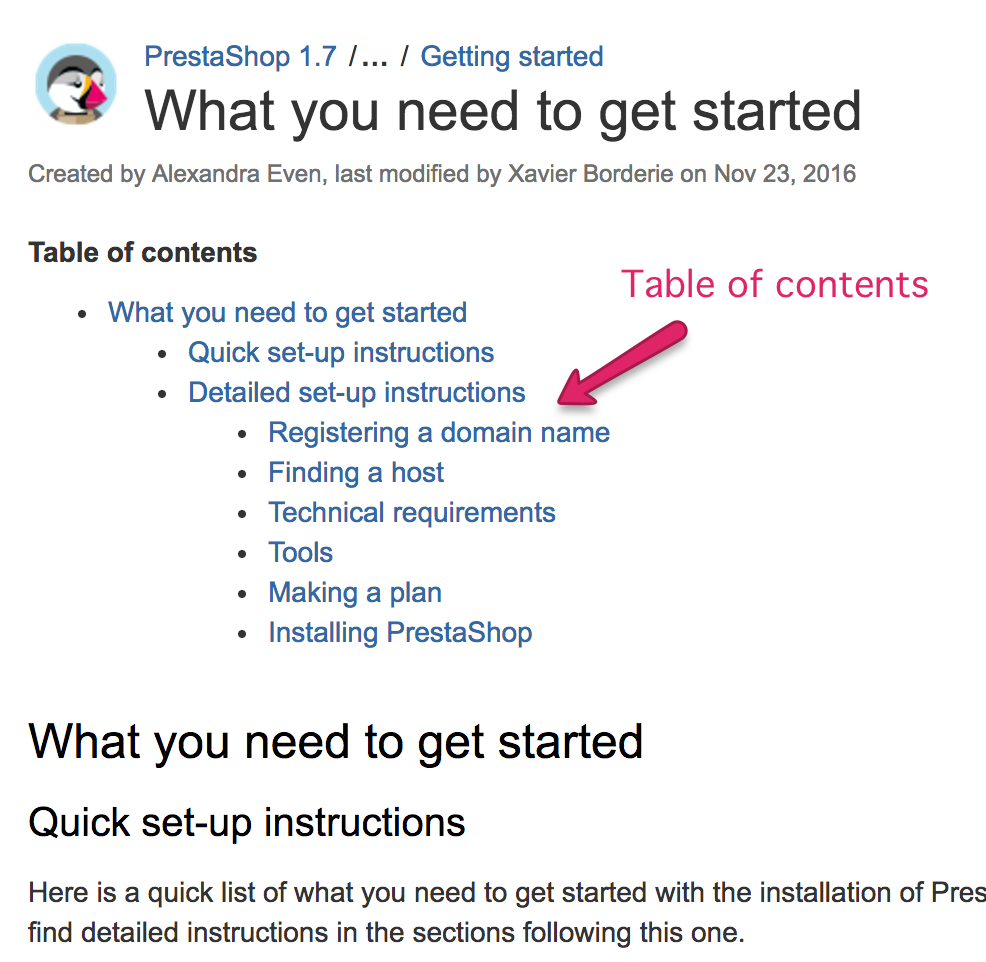 PrestaShop 1.7 / ... / Getting started
What you need to get started
Created by Alexandra Even, last modified by Xavier Borderie on Nov 23, 2016
Table of contents
Table of contents
• What you need to get started
• Quick set-up instructions
• Detailed set-up instructions
• Registering a domain name
• Finding a host
• Technical requirements
• Tools
• Making a plan
• Installing PrestaShop
What you need to get started
Quick set-up instructions
Here is a quick list of what you need to get started with the installation of Pres
find detailed instructions in the sections following this one.